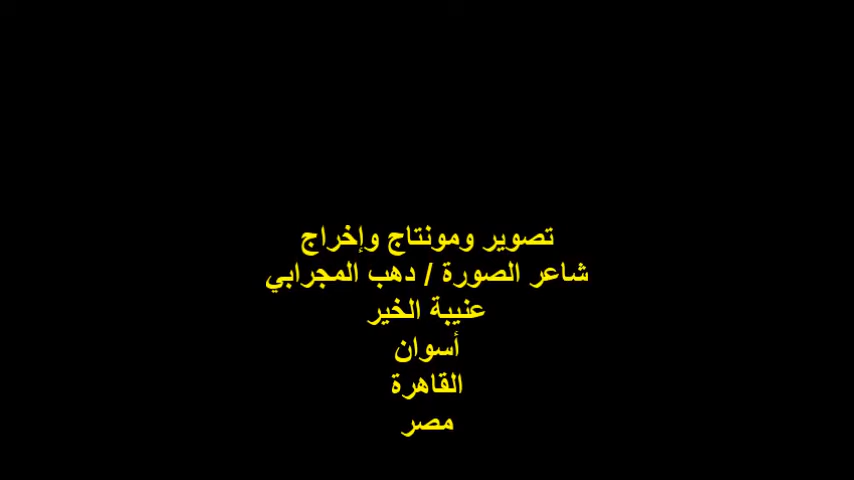 تصوير ومونتاج وإخراج
شاعر الصورة / دهب المجرابي
عنيبة الخير
أسوان
القاهرة
مصر